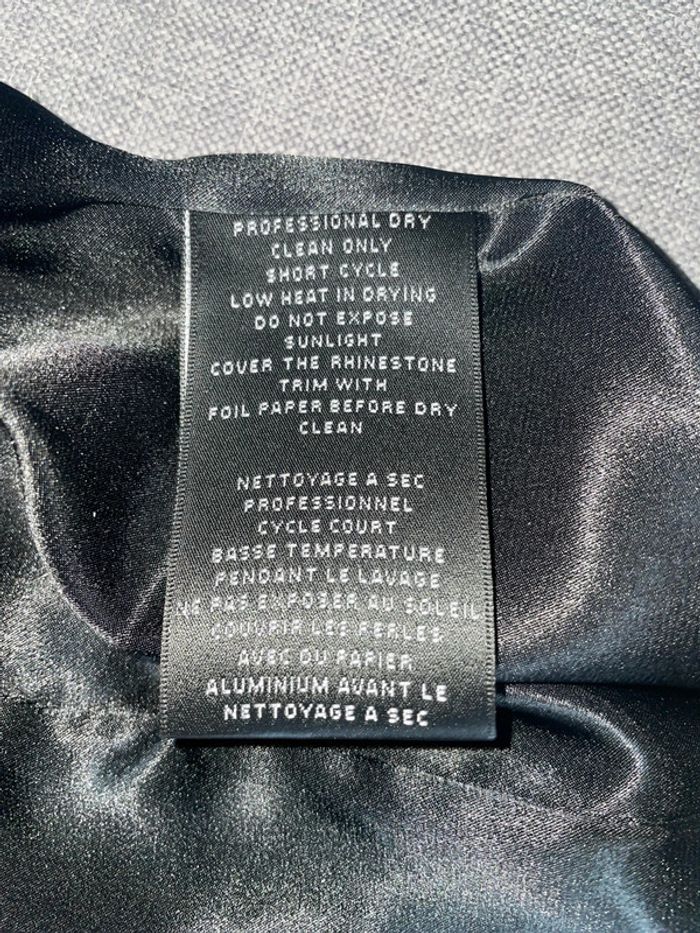 PROFESSIONAL DRY
CLEAN ONLY
SHORT CYCLE
LOW HEAT IN DRYING
DO NOT EXPOSE
SUNLIGHT
COVER THE RHINESTONE
TRIM WITH
FOIL PAPER BEFORE DRY
CLEAN
NETTOYAGE A SEC
PROFESSIONNEL
CYCLE COURT
BASSE TEMPERATURE
PENDANT LE LAVAGE
NE PAS EXPOSER AU SOLEIL
COUVRIR LES PERLES
AVEC DU PAPIER
ALUMINIUM AVANT LE
NETTOYAGE A SEC